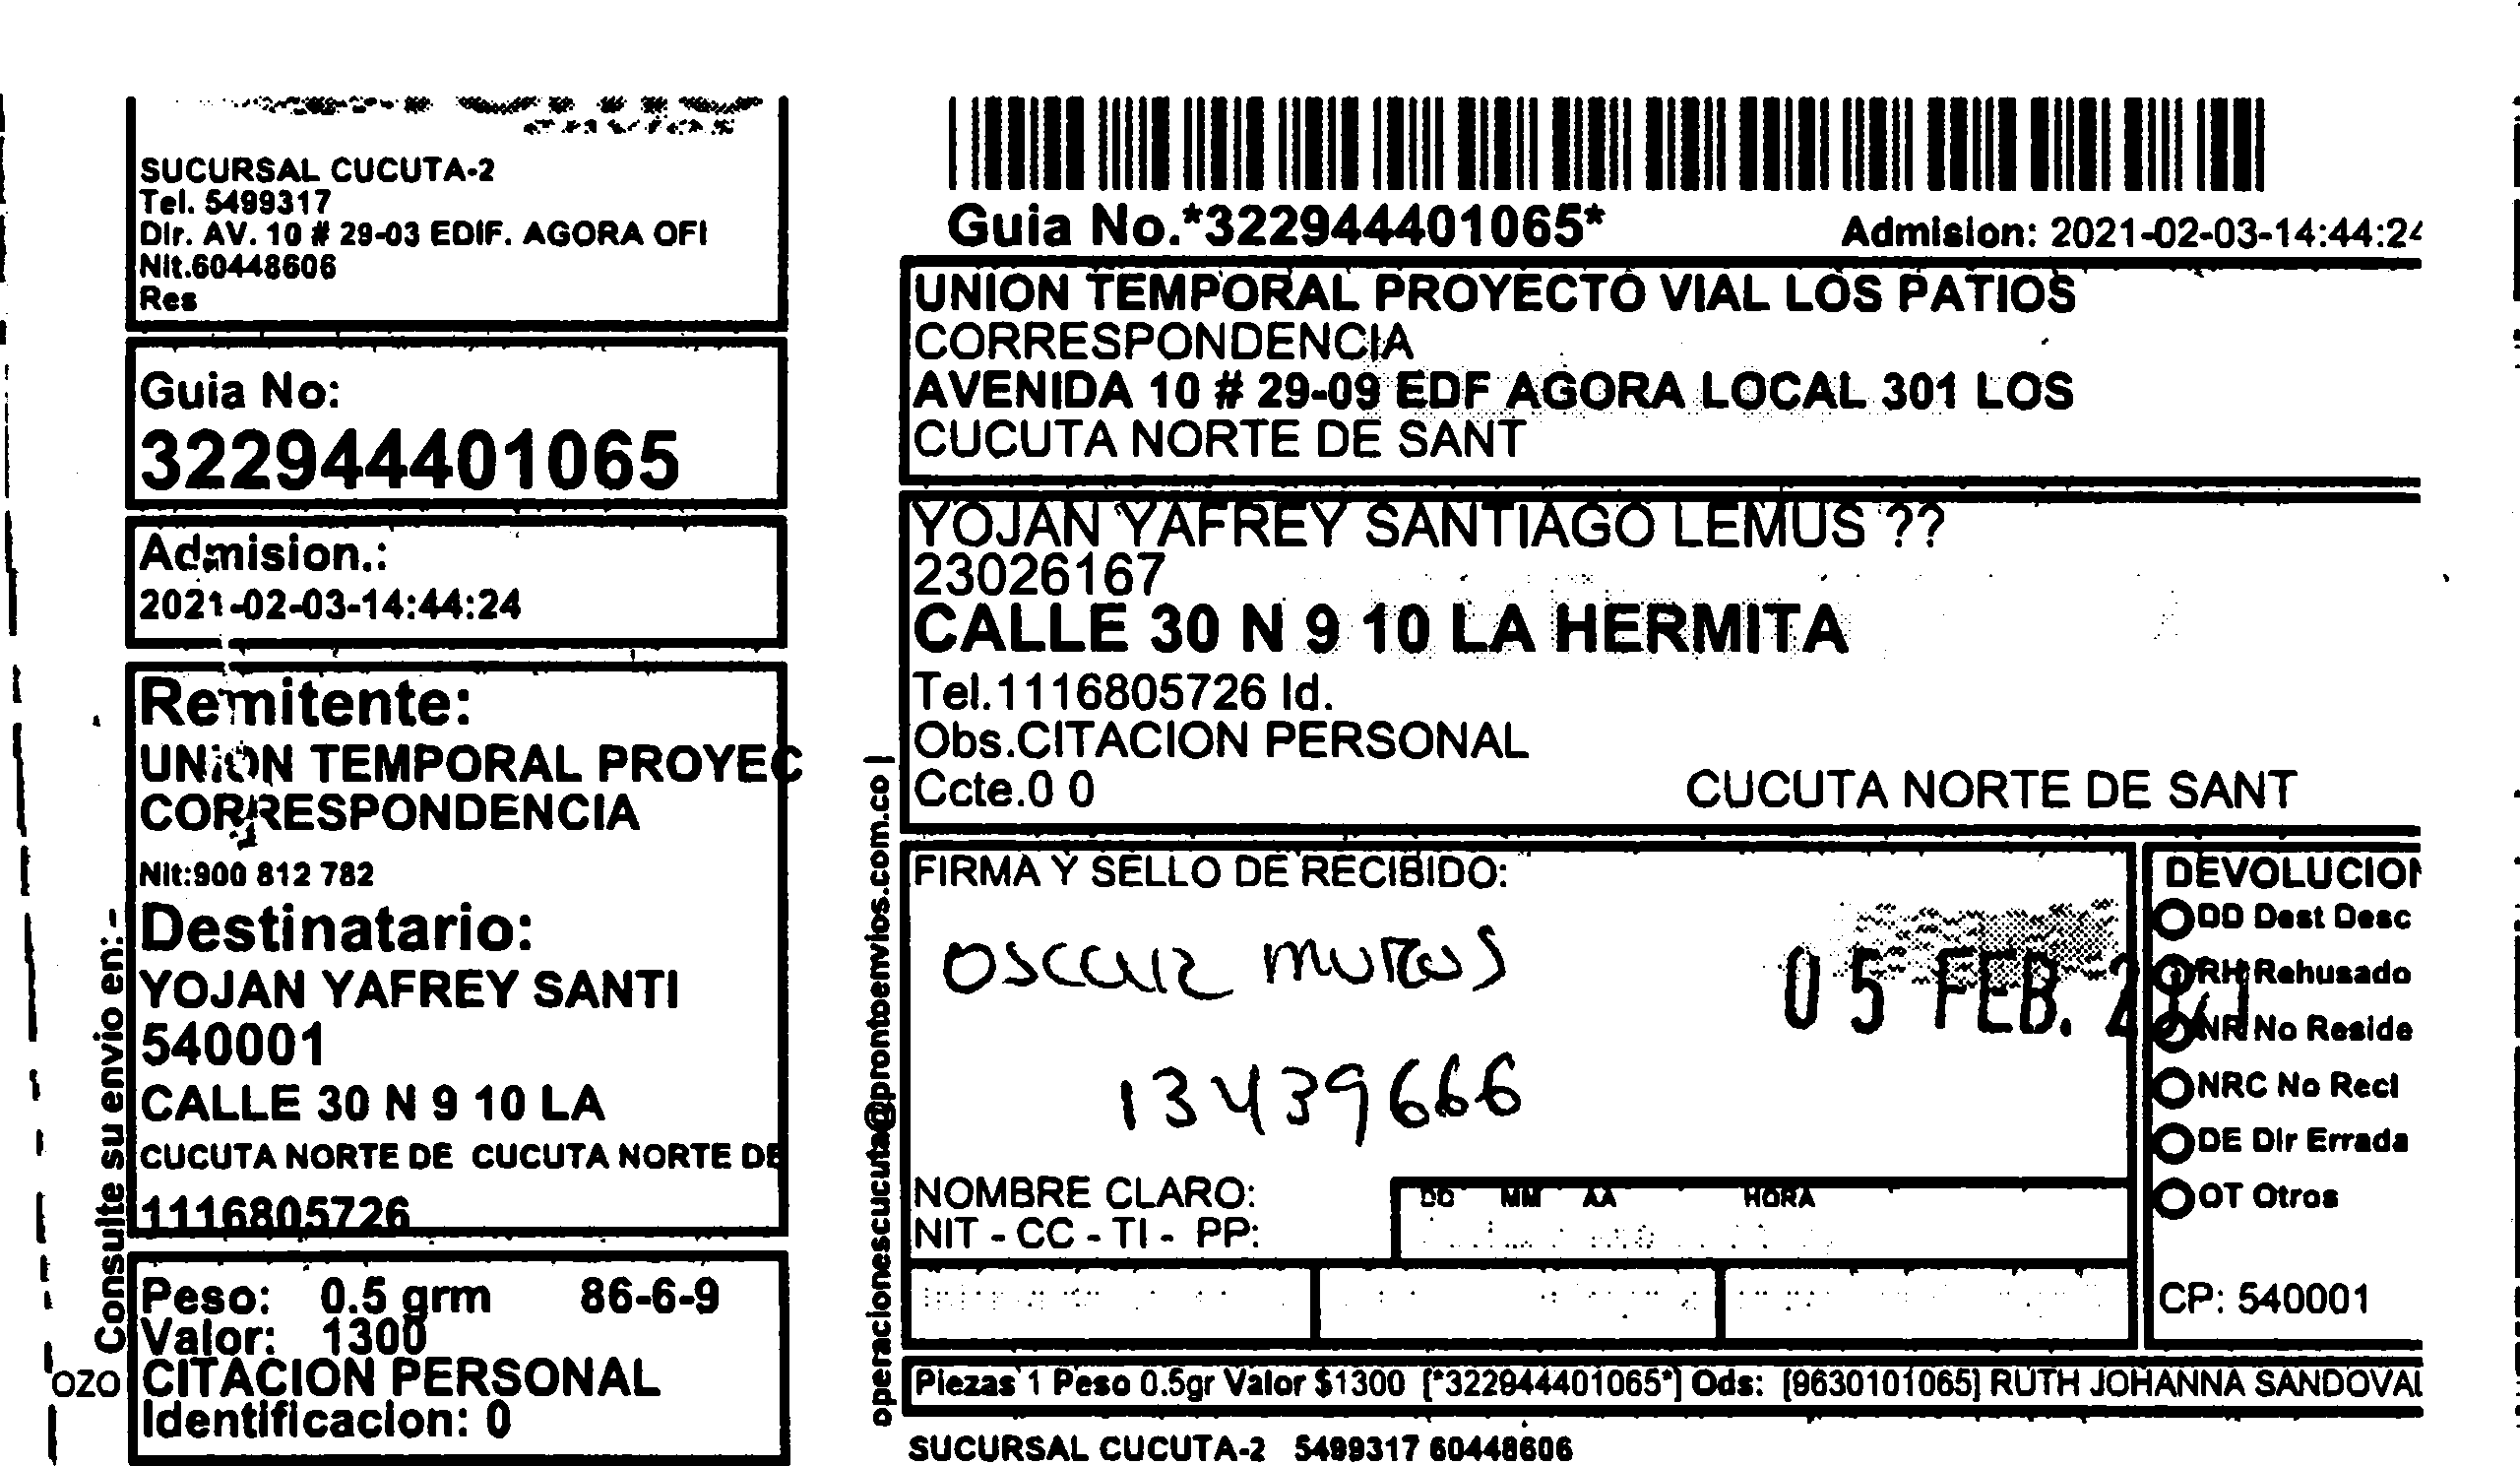 SUCURSAL CUCUTA-2
Tel. 5499317
Dir. AV. 10 # 29-03 EDIF. AGORA OFI
Nit.60448606
Res
Guia No:
322944401065
Admision.:
2021-02-03-14:44:24
Remitente:
UNION TEMPORAL PROYEC
CORRESPONDENCIA
Nit:900 812 782
Destinatario:
YOJAN YAFREY SANTI
540001
CALLE 30 N 9 10 LA
CUCUTA NORTE DE CUCUTA NORTE DE
1116805726
Peso: 0.5 grm 86-6-9
Valor: 1300
CITACION PERSONAL
Identificacion: 0
Consulte su envio en:-
OZO
operacionescucuta@prontoenvios.com.co |
Guia No.*322944401065*
Admision: 2021-02-03-14:44:24
UNION TEMPORAL PROYECTO VIAL LOS PATIOS
CORRESPONDENCIA
AVENIDA 10 # 29-09 EDF AGORA LOCAL 301 LOS
CUCUTA NORTE DE SANT
YOJAN YAFREY SANTIAGO LEMUS ??
23026167
CALLE 30 N 9 10 LA HERMITA
Tel.1116805726 Id.
Obs.CITACION PERSONAL
Ccte.0 0 CUCUTA NORTE DE SANT
FIRMA Y SELLO DE RECIBIDO:
Oscar
05 FEB. 2021
13439666
NOMBRE CLARO:
NIT - CC - TI - PP:
DD MM AA HORA
DEVOLUCION
DD Dest Desc
RH Rehusado
NR No Reside
NRC No Recl
DE Dir Errada
OT Otros
CP: 540001
Piezas 1 Peso 0.5gr Valor $1300 [*322944401065*] Ods: [9630101065] RUTH JOHANNA SANDOVAL
SUCURSAL CUCUTA-2 5499317 60448606